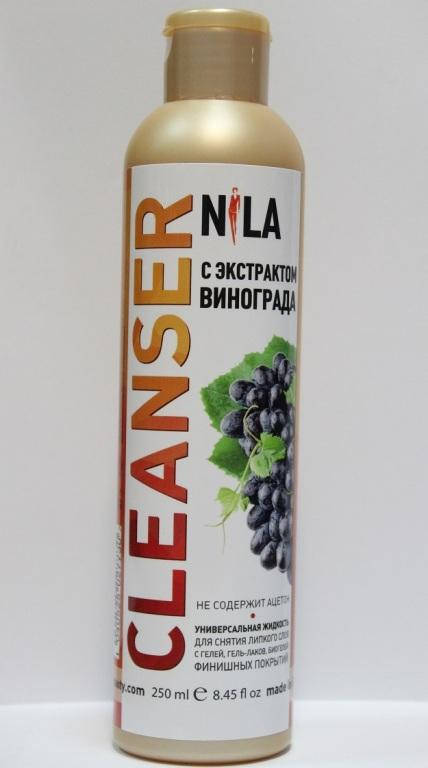 CLEANSER
NILA
С ЭКСТРАКТОМ
ВИНОГРАДА
НЕ СОДЕРЖИТ АЦЕТОН
УНИВЕРСАЛЬНАЯ ЖИДКОСТЬ
ДЛЯ СНЯТИЯ ЛИПКОГО СЛОЯ
С ГЕЛЕЙ, ГЕЛЬ-ЛАКОВ, БИОГЕЛЕЙ
ФИНИШНЫХ ПОКРЫТИЙ
250 ml ℮ 8.45 fl oz made